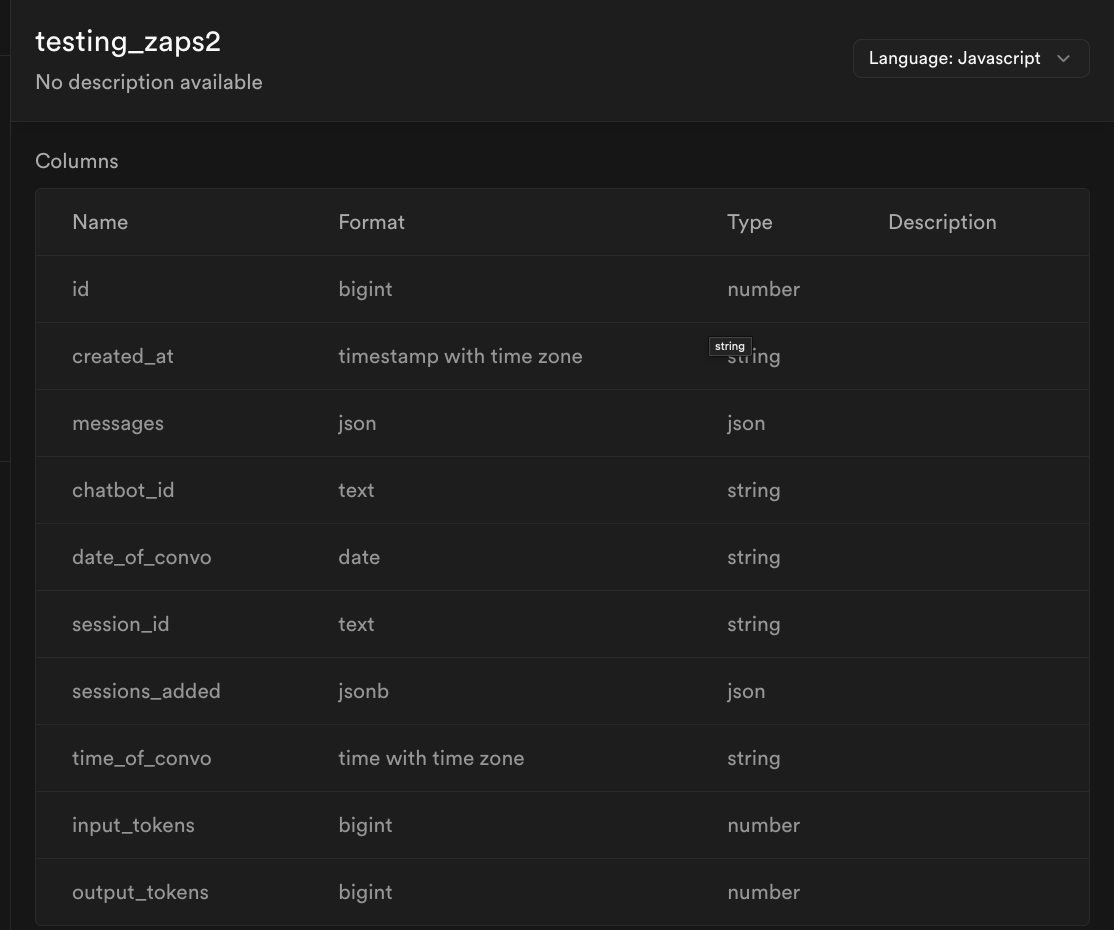 testing_zaps2
Language: Javascript
No description available
Columns
Name Format Type Description
id bigint number
created_at timestamp with time zone string
string
messages json json
chatbot_id text string
date_of_convo date string
session_id text string
sessions_added jsonb json
time_of_convo time with time zone string
input_tokens bigint number
output_tokens bigint number